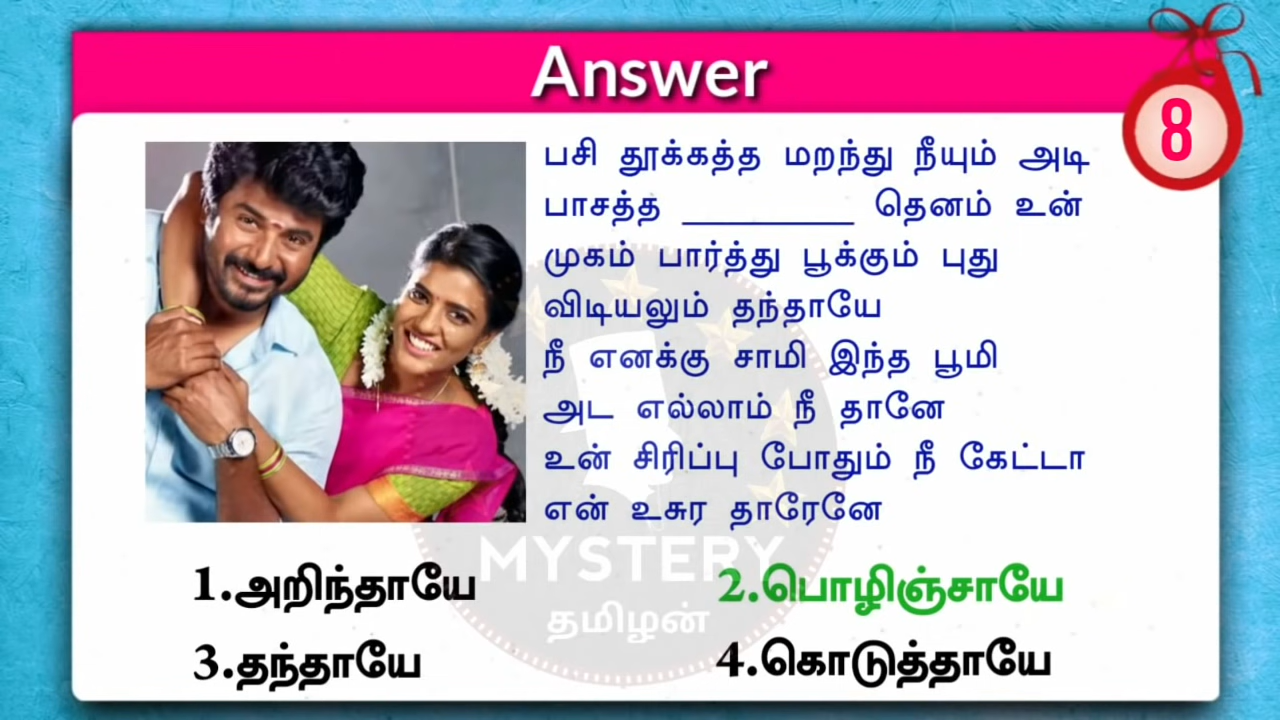 Answer
8
பசி தூக்கத்த மறந்து நீயும் அடி
பாசத்த __________ தெனம் உன்
முகம் பார்த்து பூக்கும் புது
விடியலும் தந்தாயே
நீ எனக்கு சாமி இந்த பூமி
அட எல்லாம் நீ தானே
உன் சிரிப்பு போதும் நீ கேட்டா
என் உசுர தாரேனே
MYSTERY
தமிழன்
1.அறிந்தாயே 2.பொழிஞ்சாயே
3.தந்தாயே 4.கொடுத்தாயே